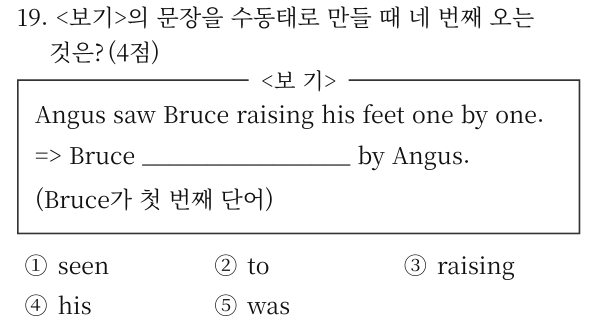 19. <보기>의 문장을 수동태로 만들 때 네 번째 오는
것은? (4점)
<보 기>
Angus saw Bruce raising his feet one by one.
=> Bruce ____________________ by Angus.
(Bruce가 첫 번째 단어)
① seen ② to ③ raising
④ his ⑤ was